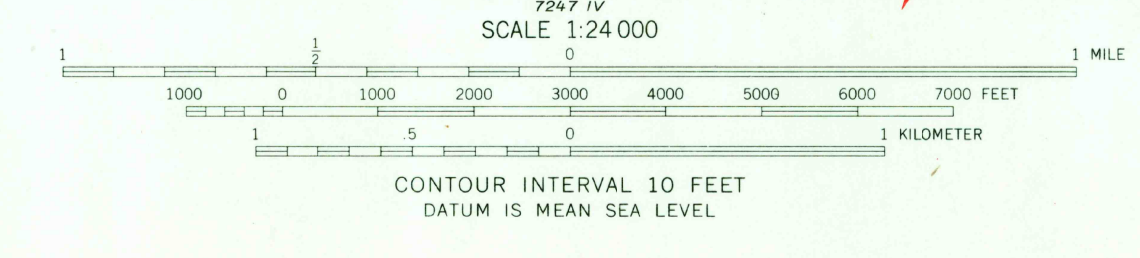 7247 IV
SCALE 1:24 000
1 1/2 0 1 MILE
1000 0 1000 2000 3000 4000 5000 6000 7000 FEET
1 .5 0 1 KILOMETER
CONTOUR INTERVAL 10 FEET
DATUM IS MEAN SEA LEVEL